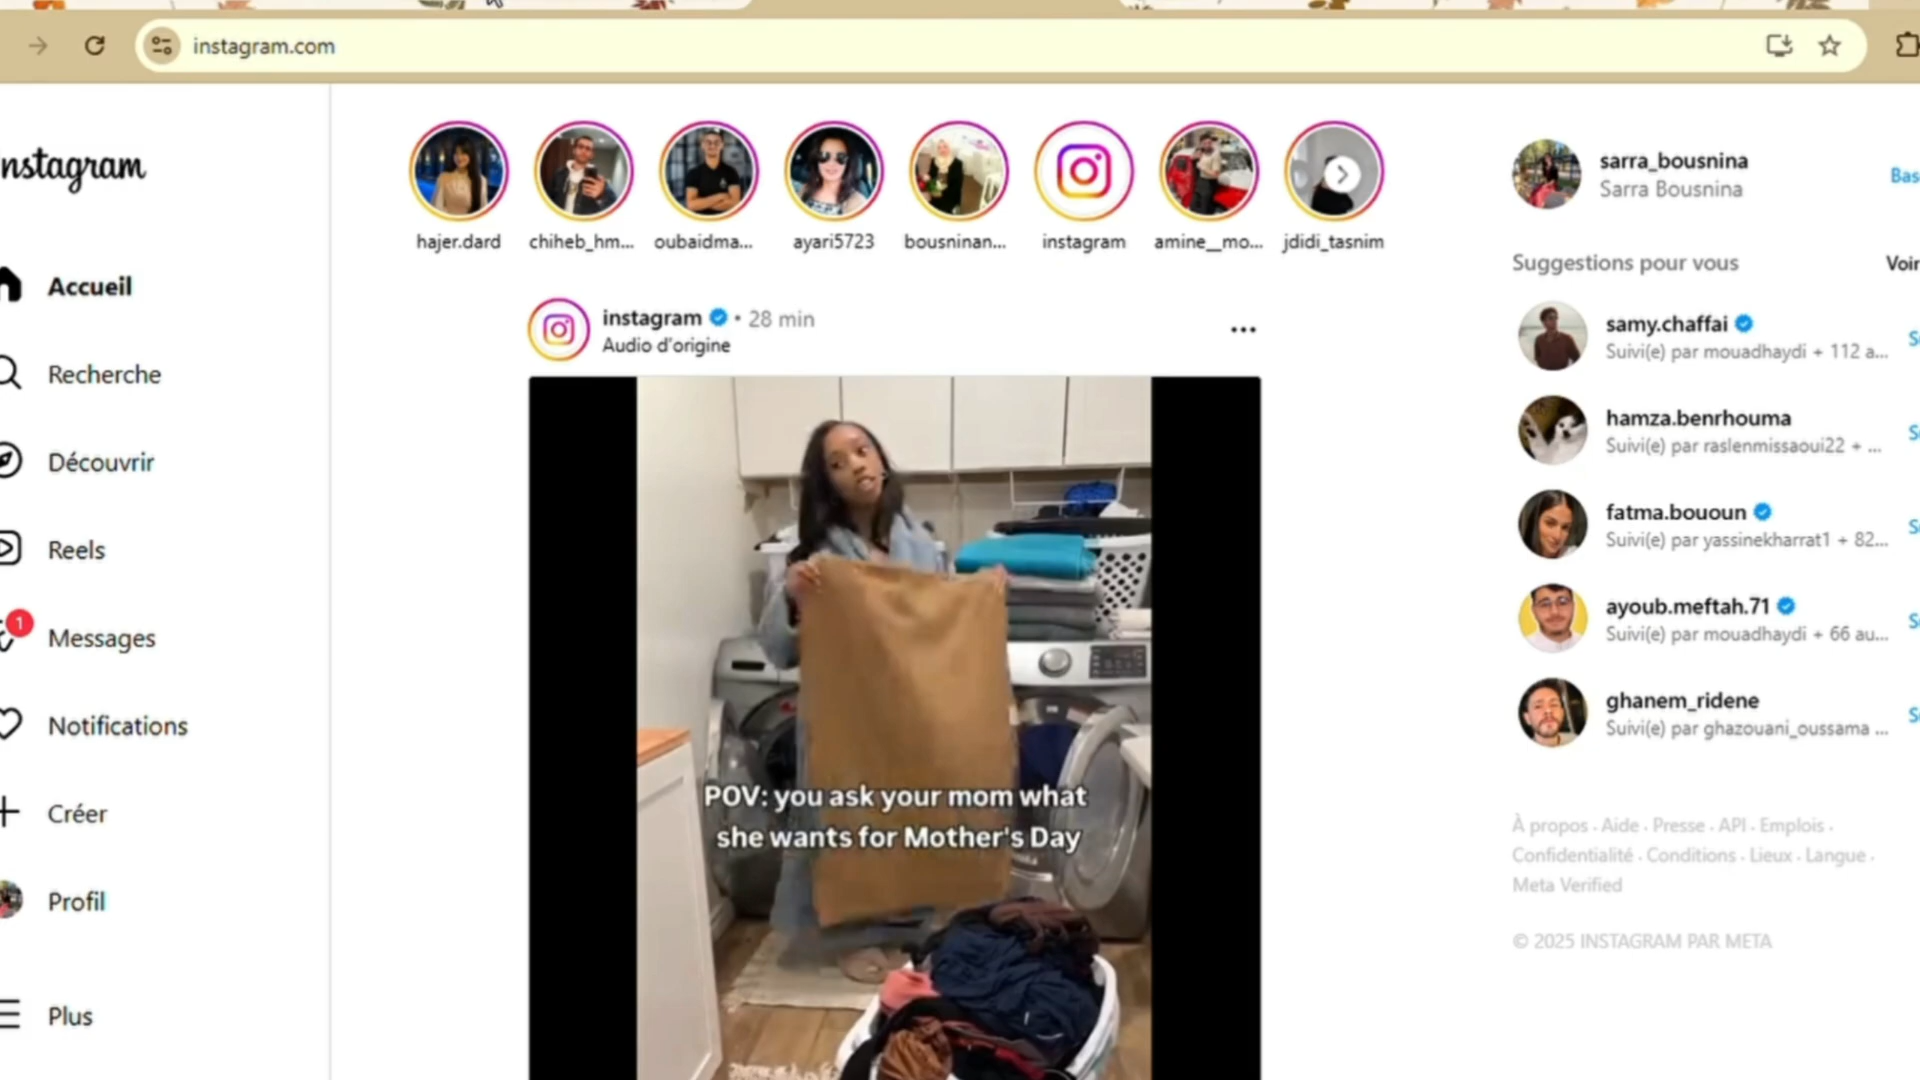 instagram.com
Instagram
Accueil
Recherche
Découvrir
Reels
1
Messages
Notifications
Créer
Profil
Plus
hajer.dard
chiheb_hm...
oubaidma...
ayari5723
bousninan...
instagram
amine__mo...
jdidi_tasnim
instagram • 28 min
Audio d'origine
POV: you ask your mom what
she wants for Mother's Day
sarra_bousnina
Sarra Bousnina
Bas
Suggestions pour vous
Voir
samy.chaffai
Suivi(e) par mouadhaydi + 112 a...
hamza.benrhouma
Suivi(e) par raslenmissaoui22 + ...
fatma.bououn
Suivi(e) par yassinekharrat1 + 82...
ayoub.meftah.71
Suivi(e) par mouadhaydi + 66 au...
ghanem_ridene
Suivi(e) par ghazouani_oussama ...
À propos · Aide · Presse · API · Emplois ·
Confidentialité · Conditions · Lieux · Langue ·
Meta Verified
© 2025 INSTAGRAM PAR META